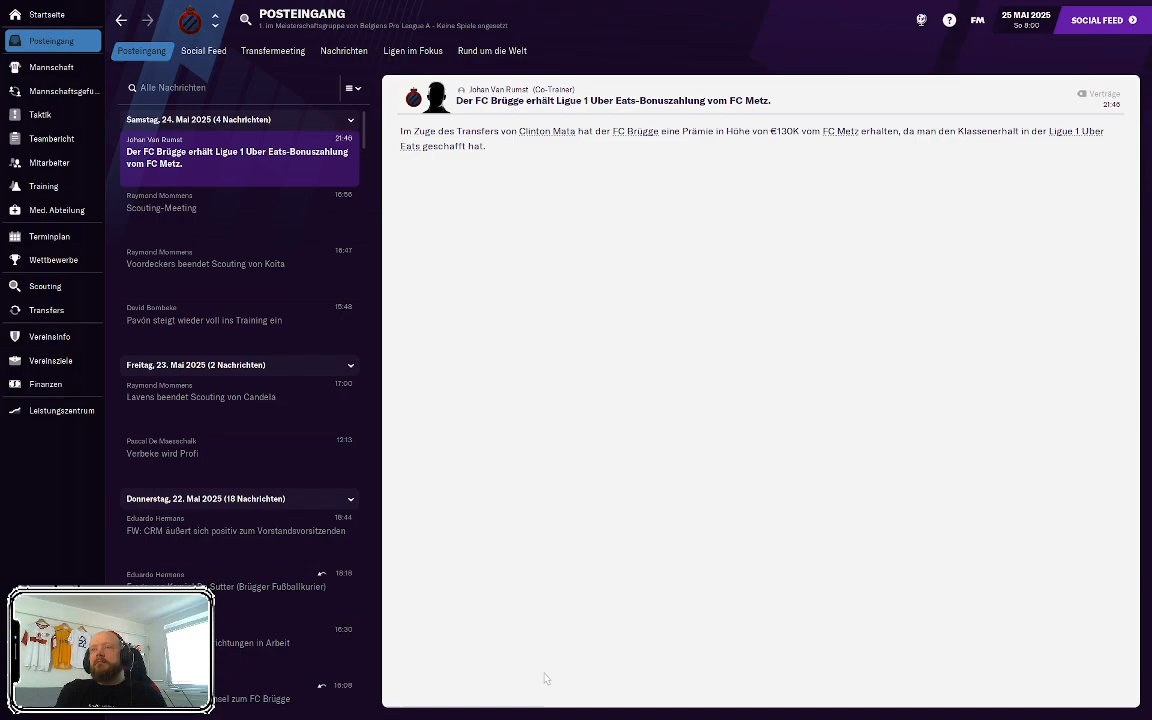 Startseite
Posteingang
Mannschaft
Mannschaftsgefu...
Taktik
Teambericht
Mitarbeiter
Training
Med. Abteilung
Terminplan
Wettbewerbe
Scouting
Transfers
Vereinsinfo
Vereinsziele
Finanzen
Leistungszentrum
POSTEINGANG
1. im Meisterschaftsgruppe von Belgiens Pro League A - Keine Spiele angesetzt
FM
25 MAI 2025
So 8:00
SOCIAL FEED
Posteingang
Social Feed
Transfermeeting
Nachrichten
Ligen im Fokus
Rund um die Welt
Alle Nachrichten
Samstag, 24. Mai 2025 (4 Nachrichten)
Johan Van Rumst 21:46
Der FC Brügge erhält Ligue 1 Uber Eats-Bonuszahlung
vom FC Metz.
Raymond Mommens 16:56
Scouting-Meeting
Raymond Mommens 16:47
Voordeckers beendet Scouting von Koïta
David Bombeke 15:48
Pavón steigt wieder voll ins Training ein
Freitag, 23. Mai 2025 (2 Nachrichten)
Raymond Mommens 17:00
Lavens beendet Scouting von Candela
Pascal De Maesschalk 12:13
Verbeke wird Profi
Donnerstag, 22. Mai 2025 (18 Nachrichten)
Eduardo Hermans 18:44
FW: CRM äußert sich positiv zum Vorstandsvorsitzenden
Eduardo Hermans 18:18
Sutter (Brügger Fußballkurier)
16:30
ichtungen in Arbeit
16:08
sel zum FC Brügge
Johan Van Rumst (Co-Trainer)
Der FC Brügge erhält Ligue 1 Uber Eats-Bonuszahlung vom FC Metz.
Verträge
21:46
Im Zuge des Transfers von Clinton Mata hat der FC Brügge eine Prämie in Höhe von €130K vom FC Metz erhalten, da man den Klassenerhalt in der Ligue 1 Uber
Eats geschafft hat.